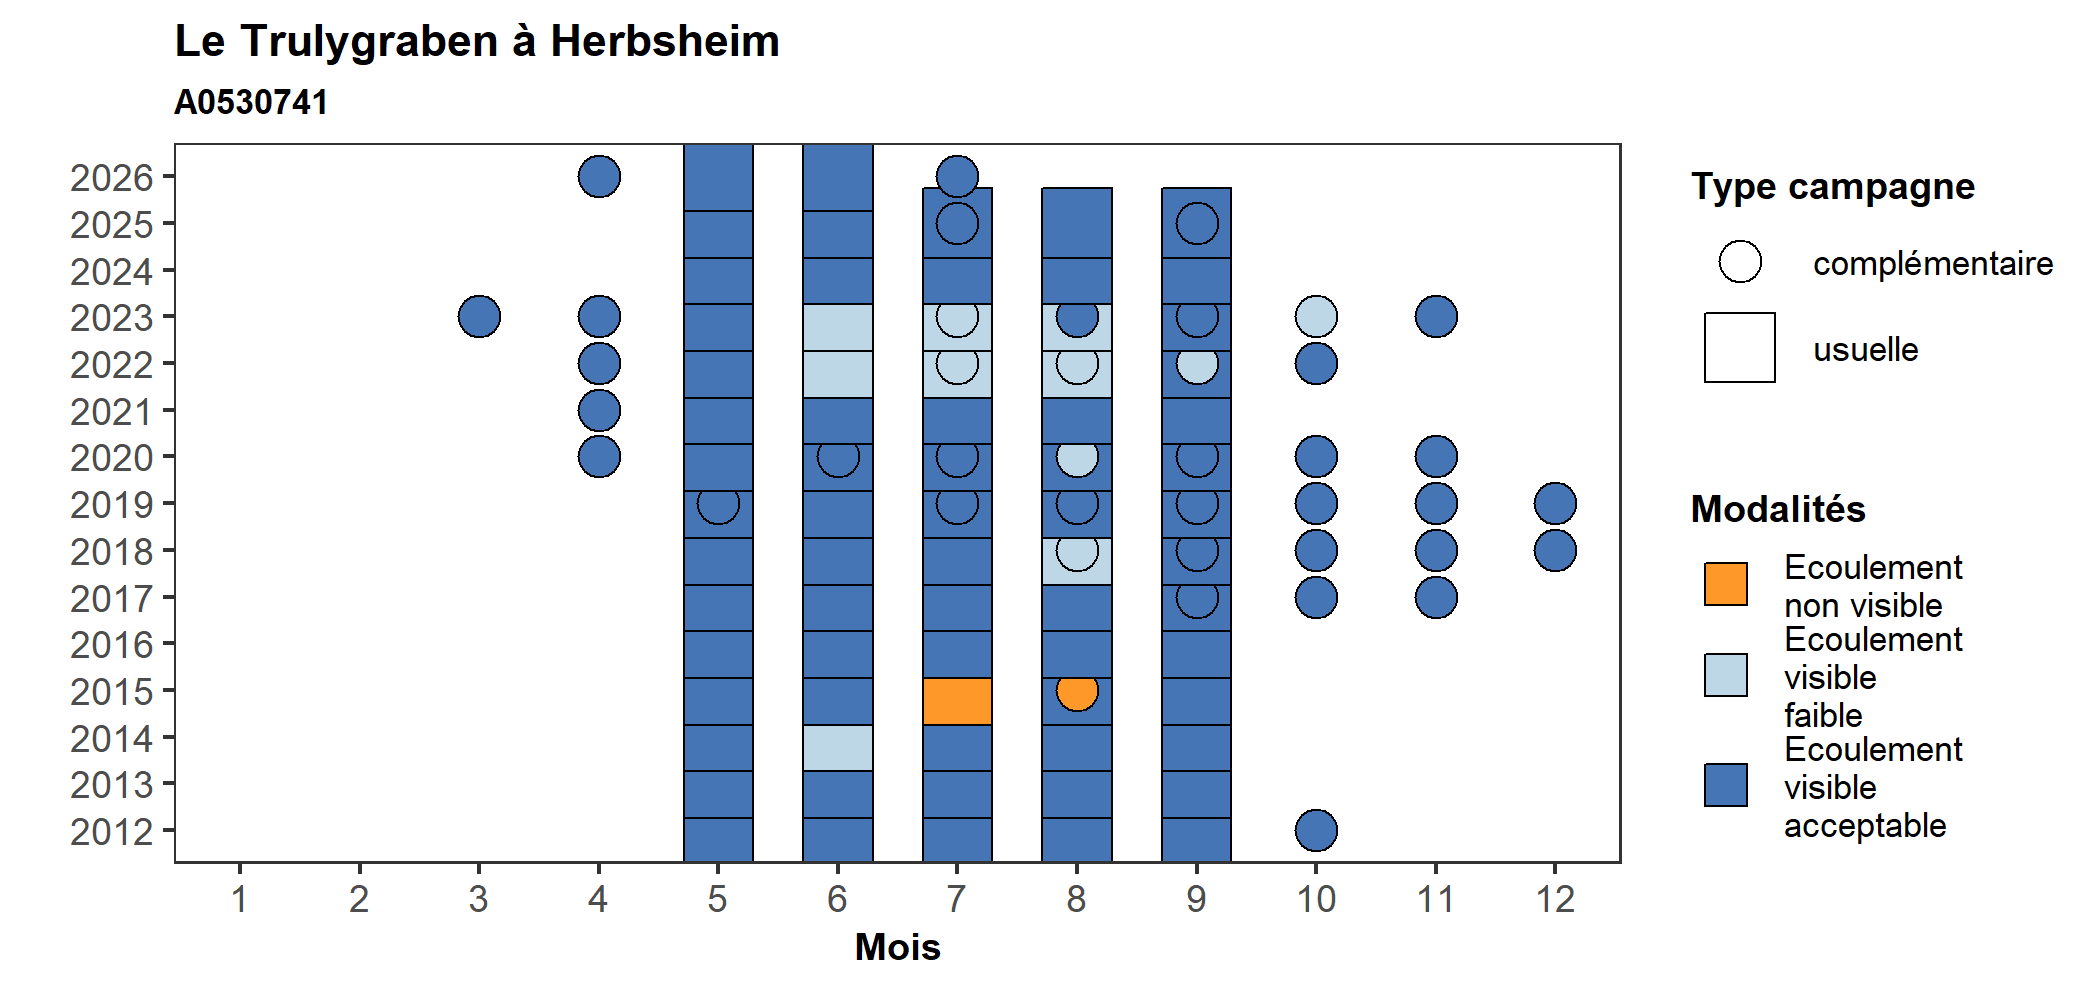 Le Trulygraben à Herbsheim
A0530741
2026
2025
2024
2023
2022
2021
2020
2019
2018
2017
2016
2015
2014
2013
2012
1 2 3 4 5 6 7 8 9 10 11 12
Mois
Type campagne
complémentaire
usuelle
Modalités
Ecoulement
non visible
Ecoulement
visible
faible
Ecoulement
visible
acceptable